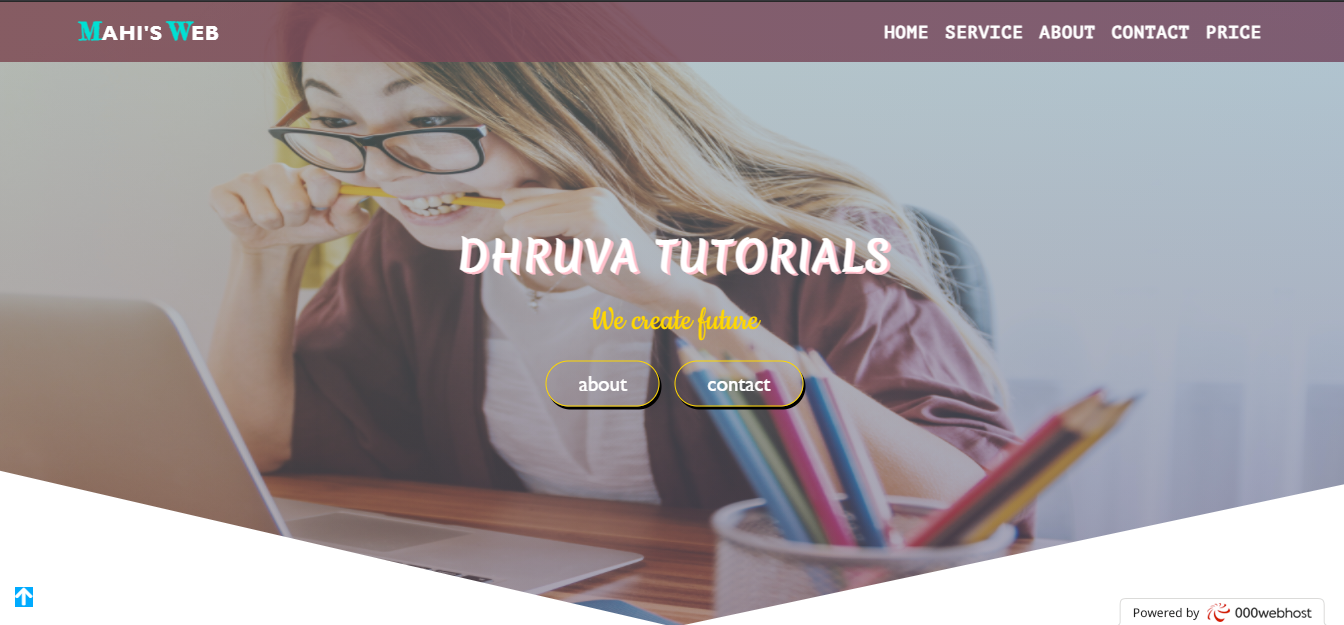 MAHI'S WEB
HOME SERVICE ABOUT CONTACT PRICE
DHRUVA TUTORIALS
We create future
about contact
Powered by 000webhost